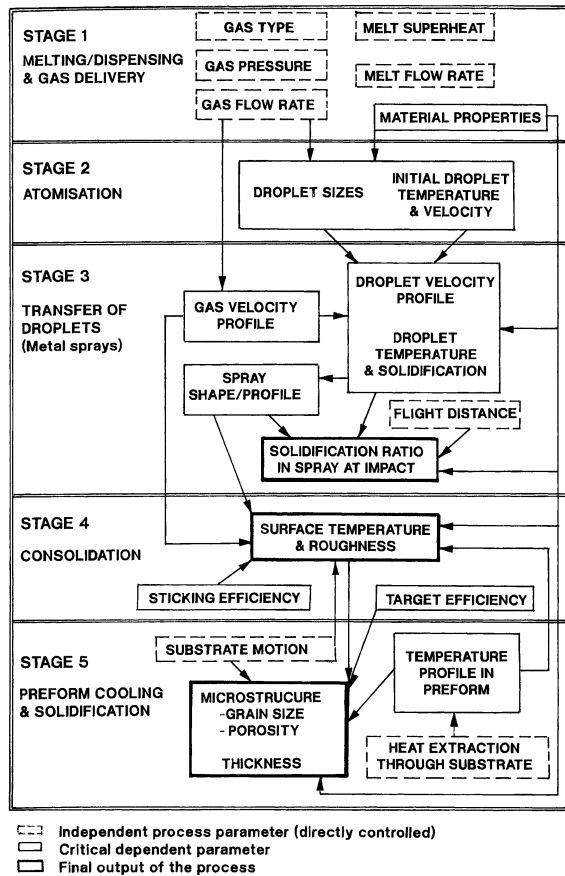 STAGE 1
MELTING/DISPENSING
& GAS DELIVERY
GAS TYPE
MELT SUPERHEAT
GAS PRESSURE
MELT FLOW RATE
GAS FLOW RATE
MATERIAL PROPERTIES
STAGE 2
ATOMISATION
DROPLET SIZES
INITIAL DROPLET
TEMPERATURE
& VELOCITY
STAGE 3
TRANSFER OF
DROPLETS
(Metal sprays)
GAS VELOCITY
PROFILE
DROPLET VELOCITY
PROFILE
DROPLET
TEMPERATURE
& SOLIDIFICATION
SPRAY
SHAPE/PROFILE
FLIGHT DISTANCE
SOLIDIFICATION RATIO
IN SPRAY AT IMPACT
STAGE 4
CONSOLIDATION
SURFACE TEMPERATURE
& ROUGHNESS
STICKING EFFICIENCY
TARGET EFFICIENCY
STAGE 5
PREFORM COOLING
& SOLIDIFICATION
SUBSTRATE MOTION
TEMPERATURE
PROFILE IN
PREFORM
MICROSTRUCURE
-GRAIN SIZE
- POROSITY
THICKNESS
HEAT EXTRACTION
THROUGH SUBSTRATE
Independent process parameter (directly controlled)
Critical dependent parameter
Final output of the process